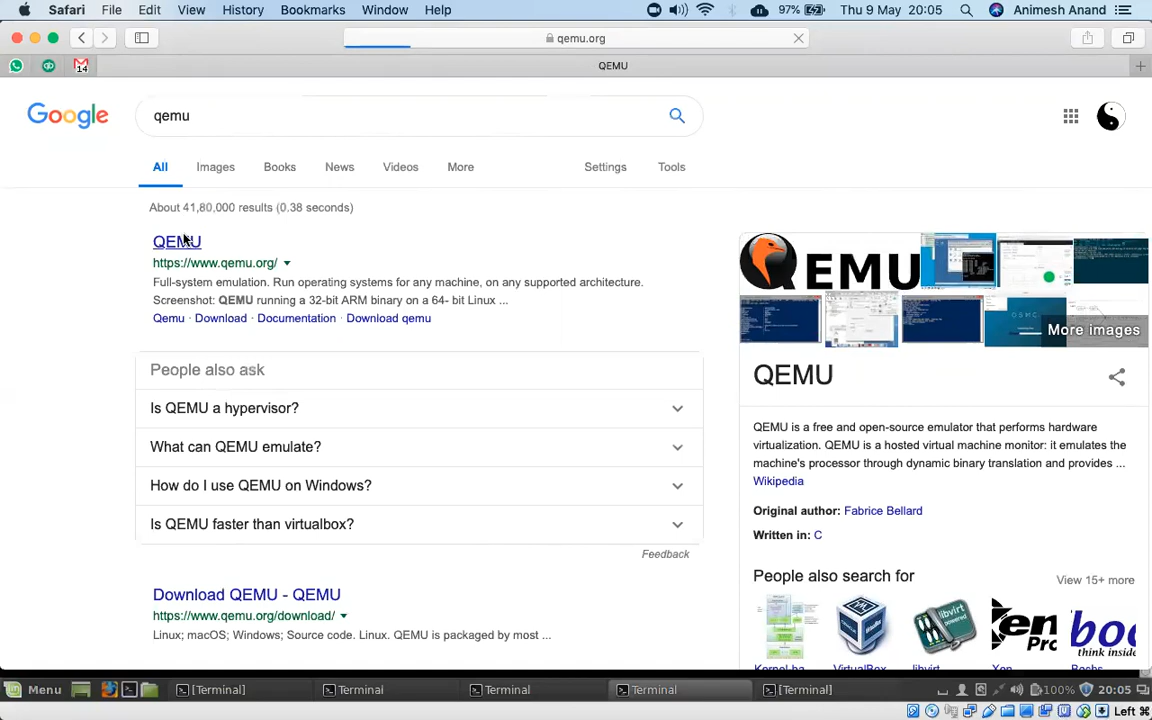 Safari File Edit View History Bookmarks Window Help 97% Thu 9 May 20:05 Animesh Anand
qemu.org
14 QEMU
Google qemu
All Images Books News Videos More Settings Tools
About 41,80,000 results (0.38 seconds)
QEMU
https://www.qemu.org/
Full-system emulation. Run operating systems for any machine, on any supported architecture.
Screenshot: QEMU running a 32-bit ARM binary on a 64- bit Linux ...
Qemu · Download · Documentation · Download qemu
People also ask
Is QEMU a hypervisor?
What can QEMU emulate?
How do I use QEMU on Windows?
Is QEMU faster than virtualbox?
Feedback
Download QEMU - QEMU
https://www.qemu.org/download/
Linux; macOS; Windows; Source code. Linux. QEMU is packaged by most ...
EMU
More images
QEMU
QEMU is a free and open-source emulator that performs hardware
virtualization. QEMU is a hosted virtual machine monitor: it emulates the
machine's processor through dynamic binary translation and provides ...
Wikipedia
Original author: Fabrice Bellard
Written in: C
People also search for View 15+ more
Menu [Terminal] Terminal Terminal Terminal [Terminal] 100% 20:05
Left ⌘